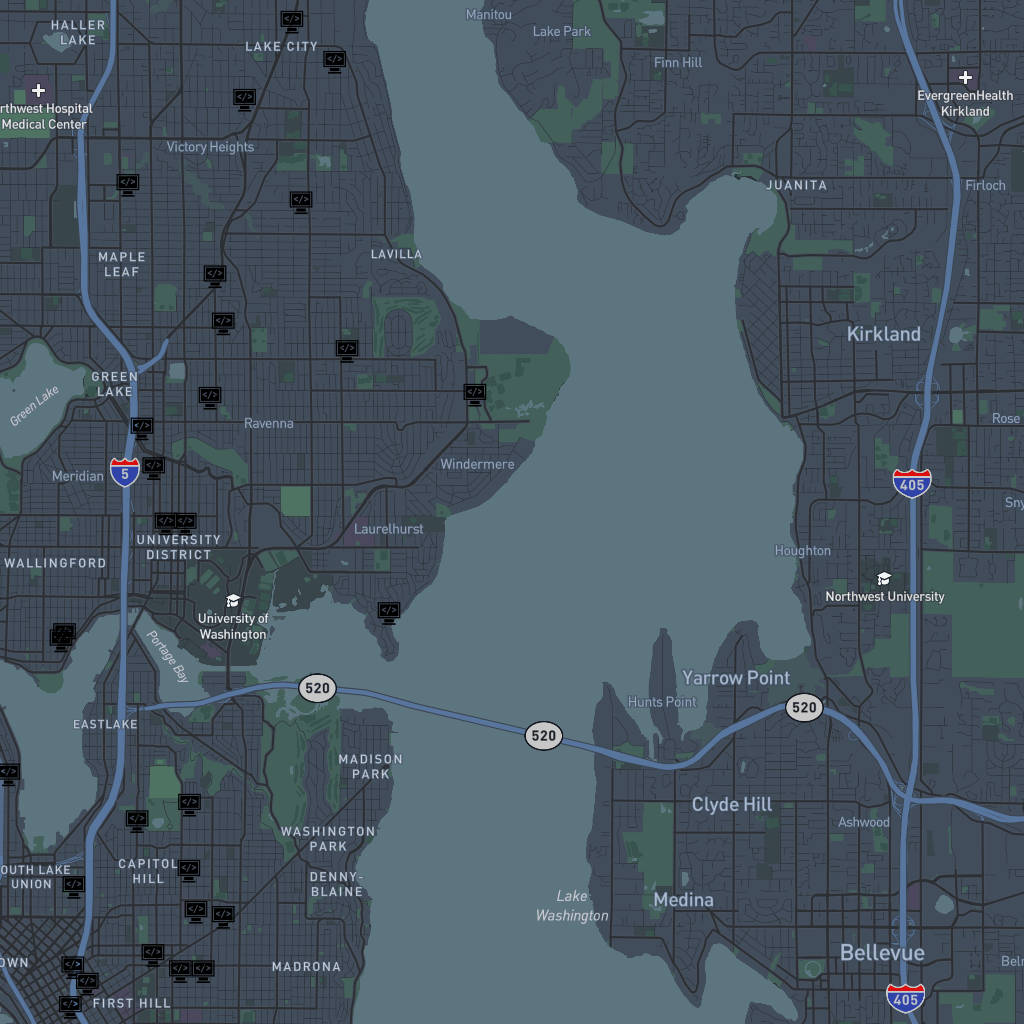 HALLER
LAKE
LAKE CITY
Manitou
Lake Park
Finn Hill
rthwest Hospital
Medical Center
EvergreenHealth
Kirkland
Victory Heights
JUANITA
Firloch
MAPLE
LEAF
LAVILLA
Kirkland
GREEN
LAKE
Green Lake
Ravenna
Rose
Meridian
5
Windermere
405
Sny
Laurelhurst
UNIVERSITY
DISTRICT
WALLINGFORD
Houghton
Northwest University
University of
Washington
Portage Bay
Yarrow Point
520
Hunts Point
520
EASTLAKE
520
MADISON
PARK
Clyde Hill
Ashwood
WASHINGTON
PARK
CAPITOL
HILL
OUTH LAKE
UNION
DENNY-
BLAINE
Lake
Washington
Medina
Bellevue
OWN
MADRONA
Belr
FIRST HILL
405